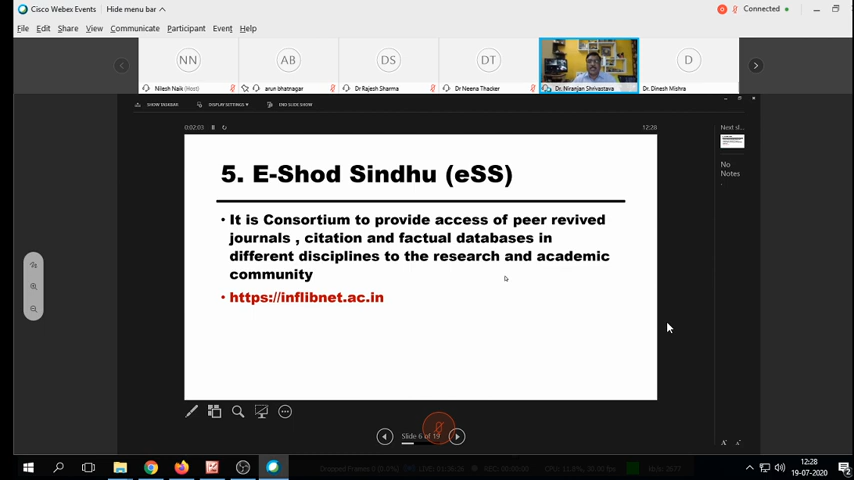 Cisco Webex Events
Hide menu bar
Connected
File Edit Share View Communicate Participant Event Help
NN
AB
DS
DT
D
Nilesh Naik (Host)
arun bhatnagar
Dr Rajesh Sharma
Dr Neena Thacker
Dr. Niranjan Shrivastava
Dr. Dinesh Mishra
SHOW TASKBAR
DISPLAY SETTINGS
END SLIDE SHOW
0:02:03
12:28
Next sl...
No
Notes
.
5. E-Shod Sindhu (eSS)
• It is Consortium to provide access of peer revived
journals , citation and factual databases in
different disciplines to the research and academic
community
• https://inflibnet.ac.in
Slide 6 of 19
A A
12:28
19-07-2020
2